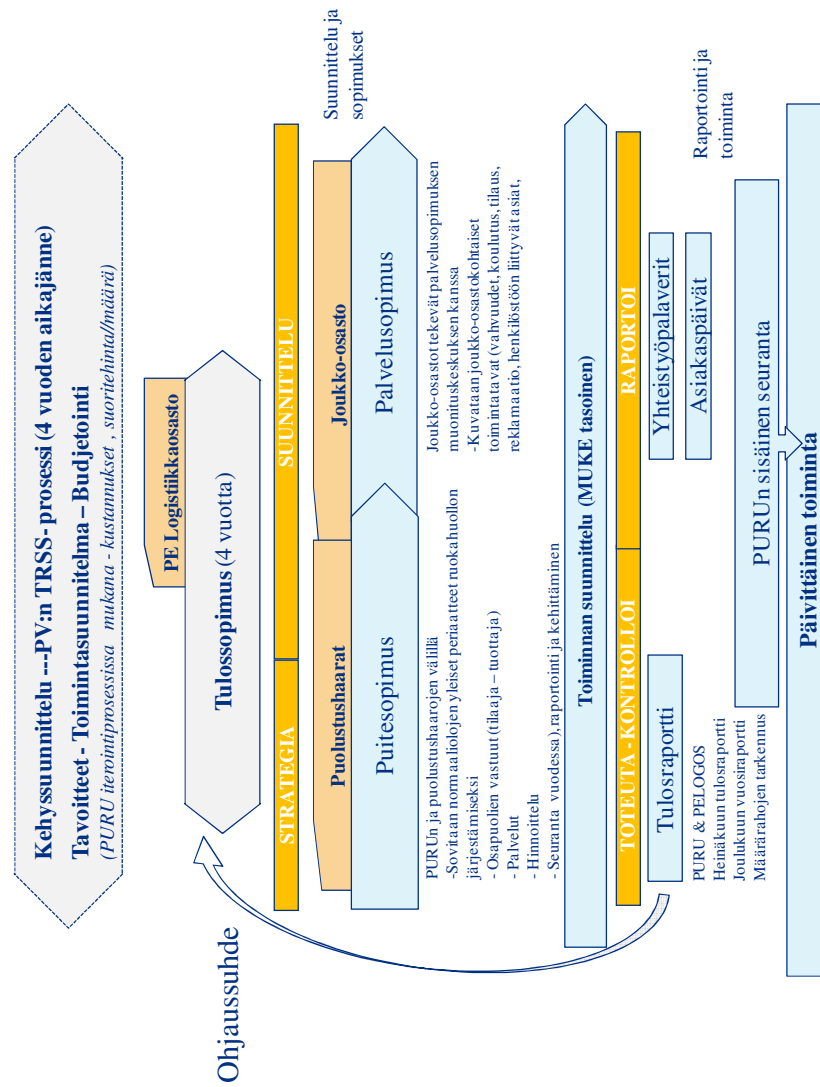 Kehyssuunnittelu ---PV:n TRSS- prosessi (4 vuoden aikajänne)
Tavoitteet - Toimintasuunnitelma – Budjetointi
(PURU iterointiprosessissa mukana - kustannukset , suoritehinta/määrä)
PE Logistiikkaosasto
Tulossopimus (4 vuotta)
Ohjaussuhde
STRATEGIA
SUUNNITTELU
Suunnittelu ja
sopimukset
Puolustushaarat
Joukko-osasto
Puitesopimus
Palvelusopimus
PURUn ja puolustushaarojen välillä
-Sovitaan normaaliolojen yleiset periaatteet ruokahuollon
järjestämiseksi
- Osapuolien vastuut (tilaaja – tuottaja)
- Palvelut
- Hinnoittelu
- Seuranta vuodessa), raportointi ja kehittäminen
Joukko-osastot tekevät palvelusopimuksen
muonituskeskuksen kanssa
-Kuvataan joukko-osastokohtaiset
toimintatavat (vahvuudet, koulutus, tilaus,
reklamaatio, henkilöstöön liittyvät asiat,
Toiminnan suunnittelu (MUKE tasoinen)
TOTEUTA - KONTROLLOI
RAPORTOI
Tulosraportti
Yhteistyöpalaverit
Asiakaspäivät
Raportointi ja
toiminta
PURU & PELOGOS
Heinäkuun tulosraportti
Joulukuun vuosiraportti
Määrärahojen tarkennus
PURUn sisäinen seuranta
Päivittäinen toiminta